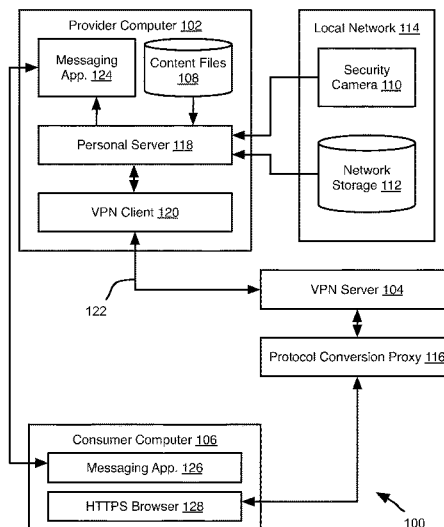 Provider Computer 102
Messaging
App. 124
Content Files
108
Personal Server
118
VPN Client 120
Local Network 114
Security
Camera 110
Network
Storage 112
122
VPN Server 104
Protocol Conversion Proxy 116
Consumer Computer 106
Messaging App. 126
HTTPS Browser 128
100